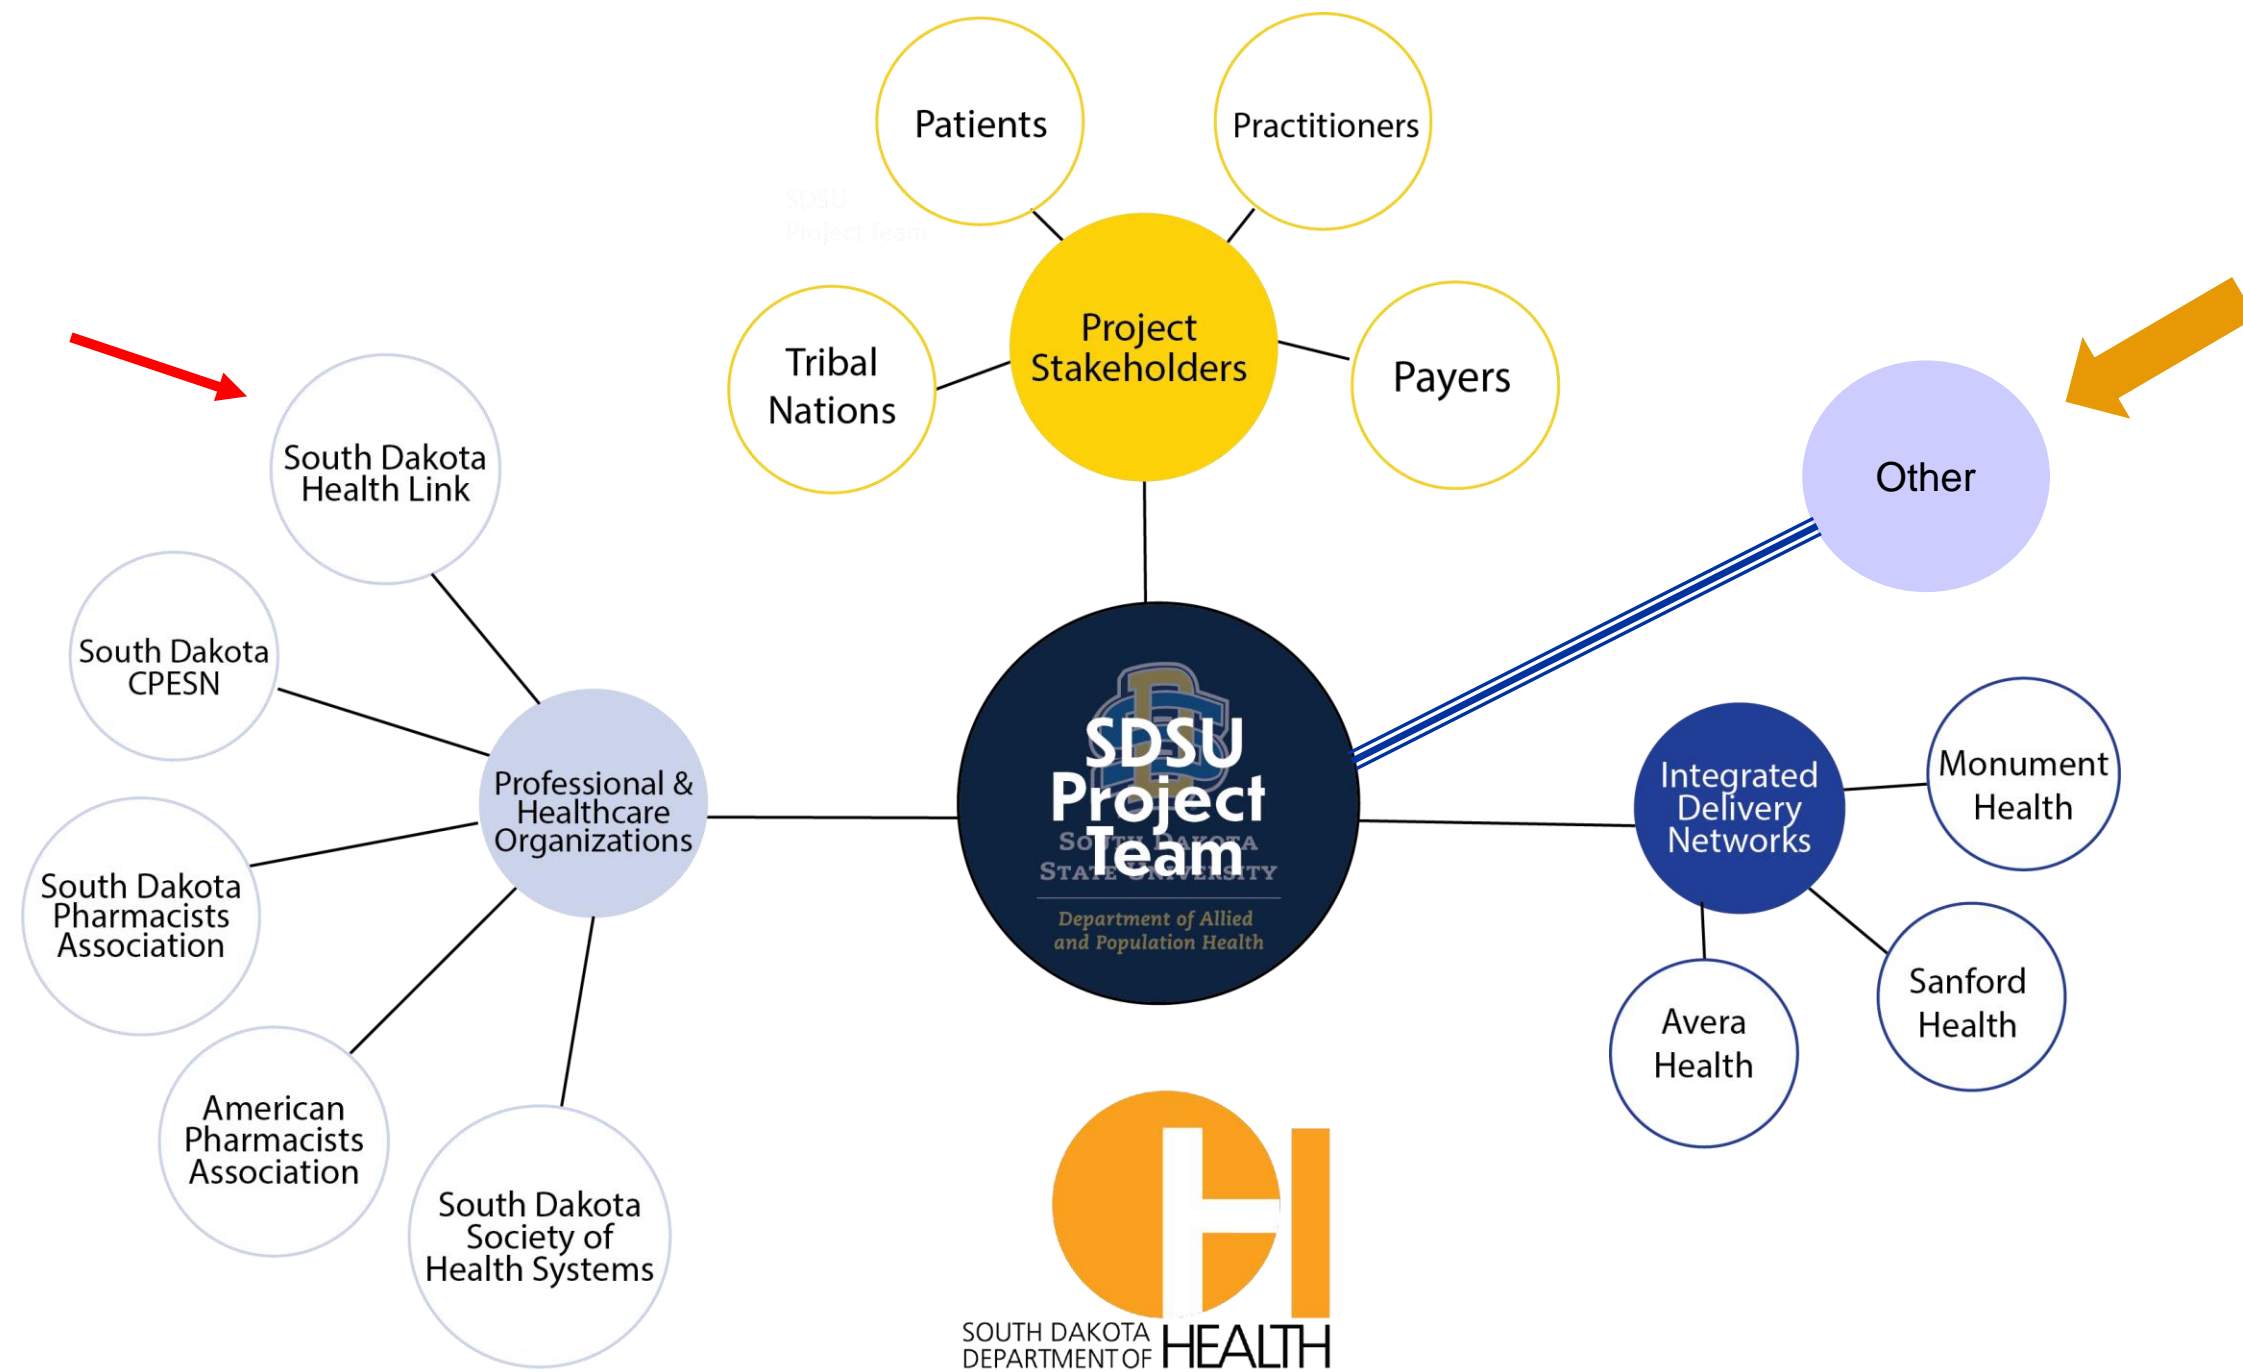 Patients
Practitioners
SDSU
Project Team
Project
Stakeholders
Tribal
Nations
Payers
Other
South Dakota
Health Link
South Dakota
CPESN
Professional &
Healthcare
Organizations
South Dakota
Pharmacists
Association
American
Pharmacists
Association
South Dakota
Society of
Health Systems
SDSU
Project
Team
SOUTH DAKOTA
STATE UNIVERSITY
Department of Allied
and Population Health
Integrated
Delivery
Networks
Monument
Health
Sanford
Health
Avera
Health
SOUTH DAKOTA
DEPARTMENT OF HEALTH